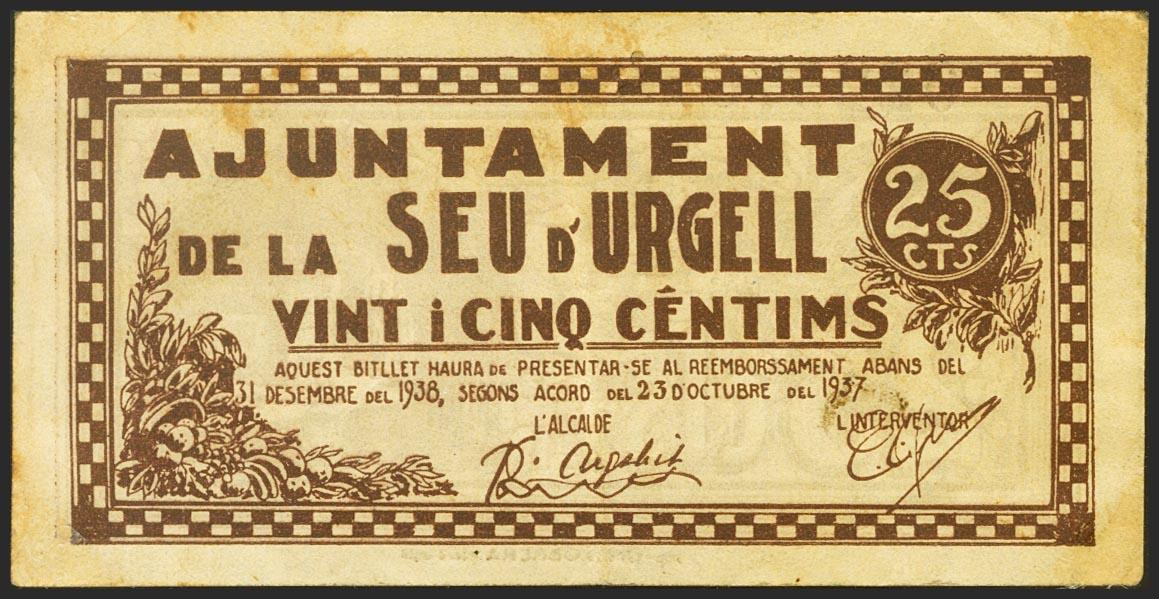 AJUNTAMENT
25
CTS
DE LA SEU D'URGELL
VINT i CINQ CÊNTIMS
AQUEST BITLLET HAURA DE PRESENTAR-SE AL REEMBORSSAMENT ABANS DEL
31 DESEMBRE DEL 1938, SEGONS ACORD DEL 23 D'OCTUBRE DEL 1937
L'ALCALDE
L'INTERVENTOR